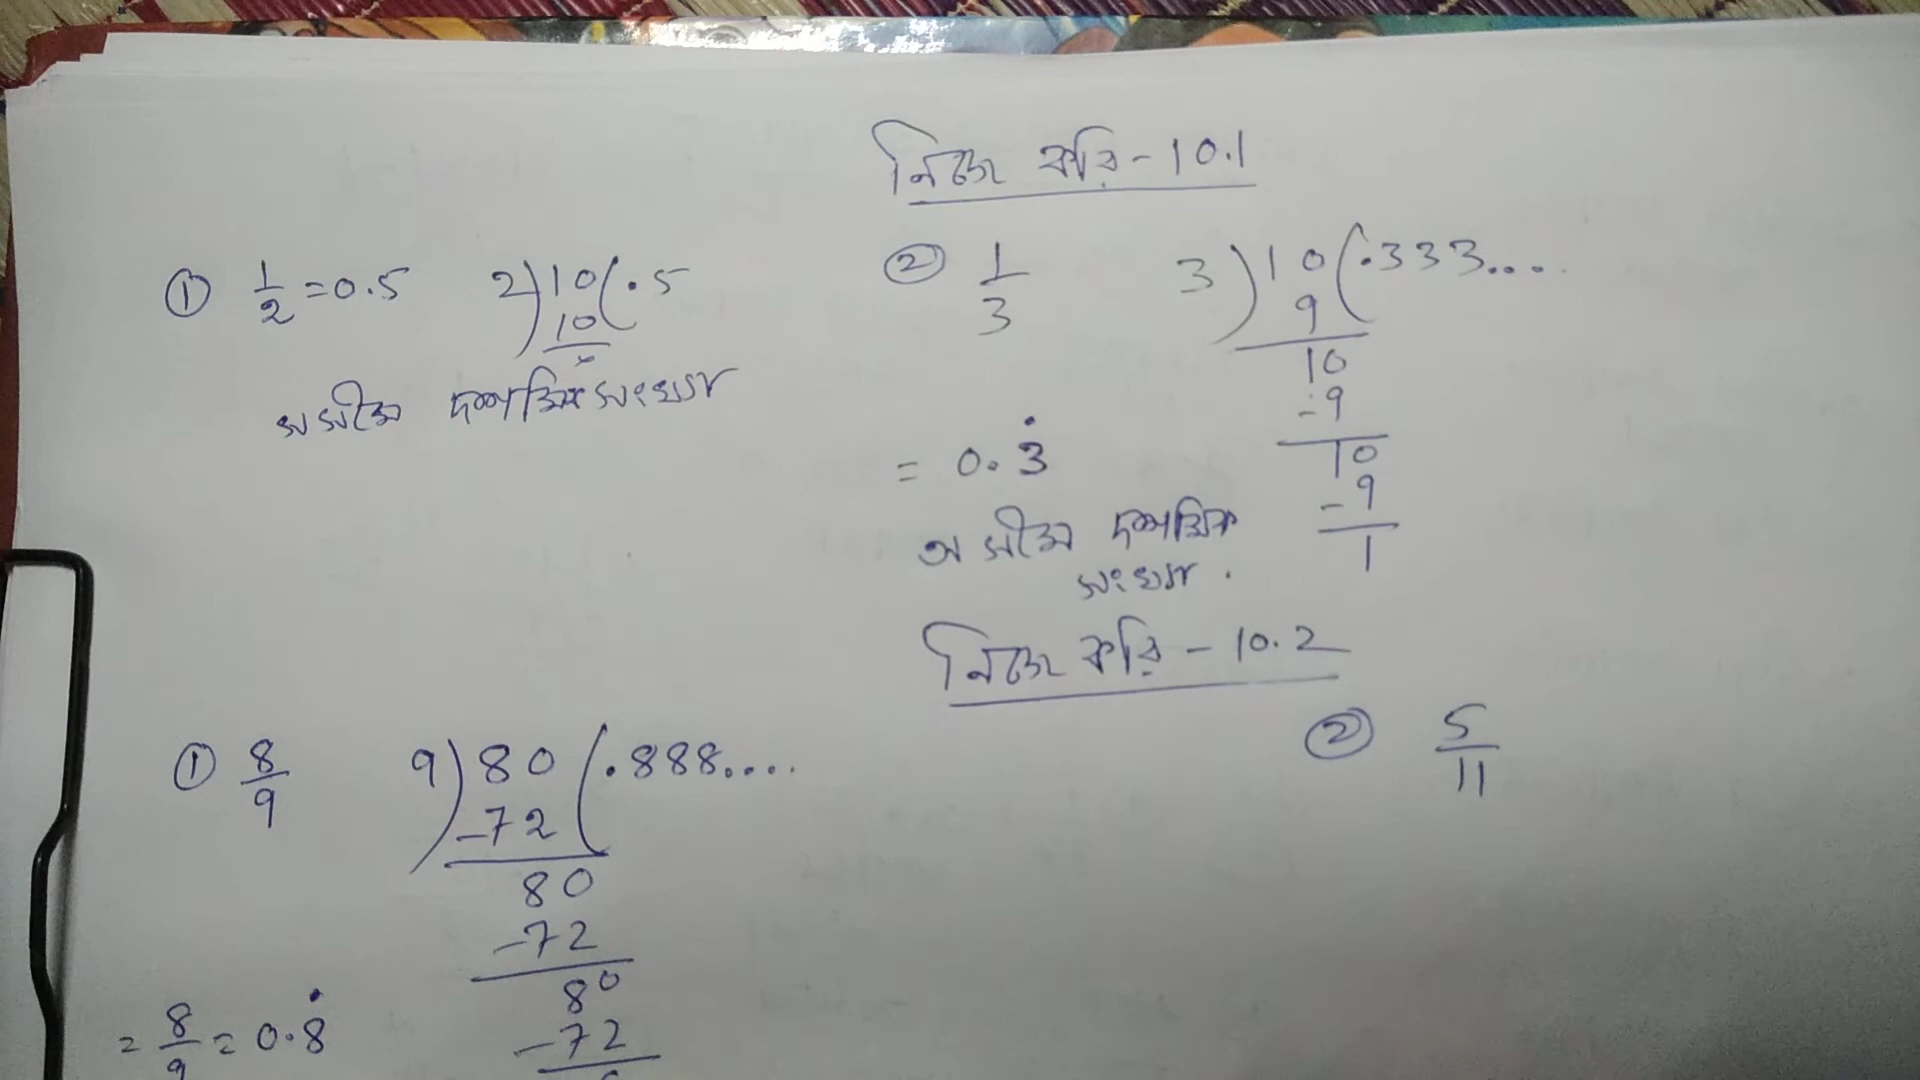 নিজে করি - 10.1
① 1/2 = 0.5
2)10(.5
10
×
সসীম দশমিক সংখ্যা
② 1/3
3)10(.333....
9
10
-9
10
-9
1
= 0.3̇
অসীম দশমিক
সংখ্যা .
নিজে করি - 10.2
① 8/9
9)80(.888....
-72
80
-72
80
-72
= 8/9 = 0.8̇
② 5/11